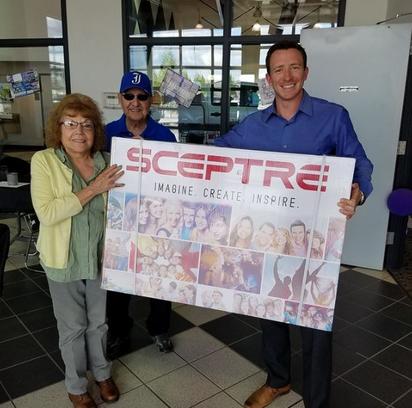 SCEPTRE
IMAGINE. CREATE. INSPIRE.